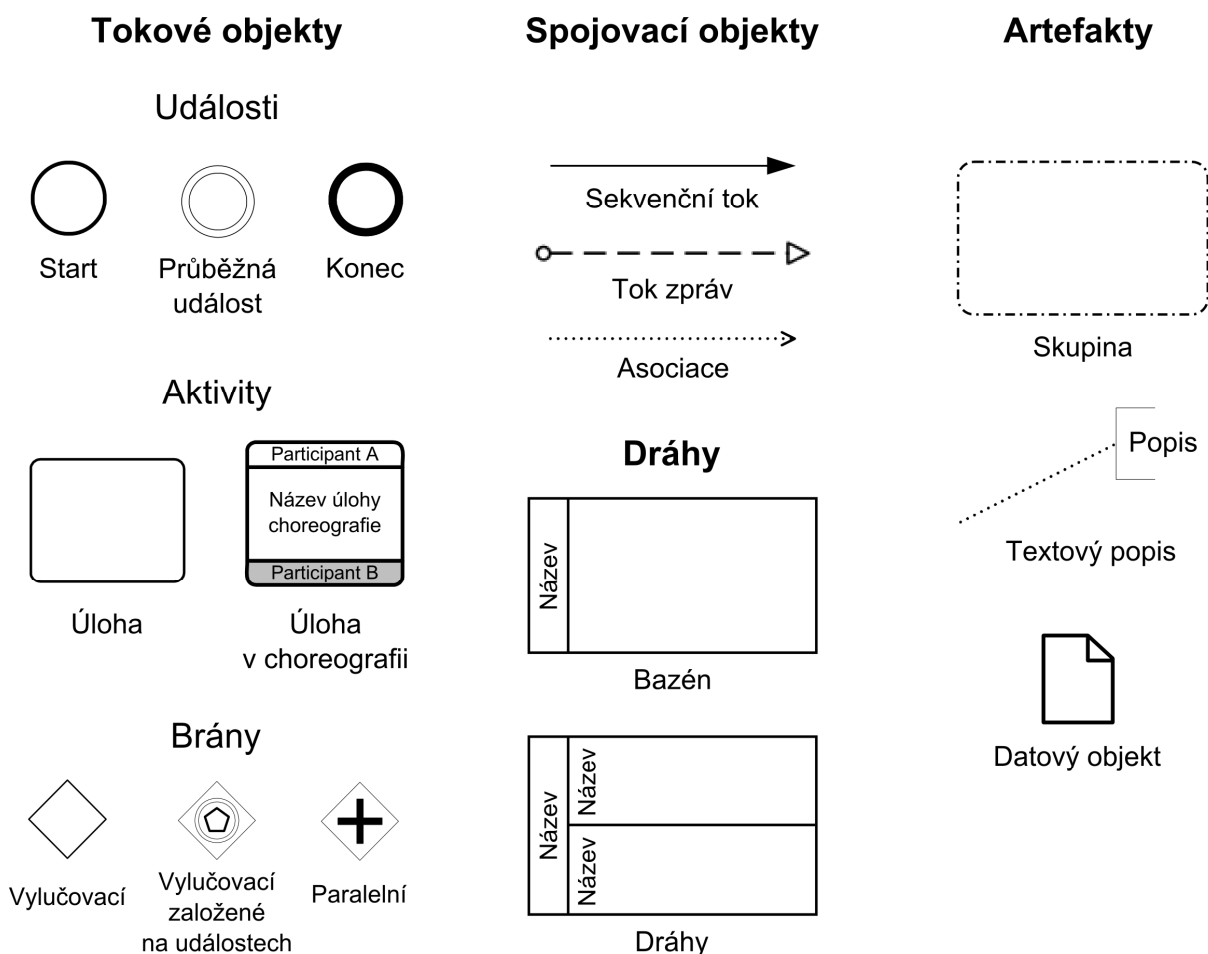 Tokové objekty
Události
Start
Průběžná
událost
Konec
Aktivity
Úloha
Participant A
Název úlohy
choreografie
Participant B
Úloha
v choreografii
Brány
Vylučovací
Vylučovací
založené
na událostech
Paralelní
Spojovací objekty
Sekvenční tok
Tok zpráv
Asociace
Dráhy
Název
Bazén
Název
Název
Název
Dráhy
Artefakty
Skupina
Popis
Textový popis
Datový objekt